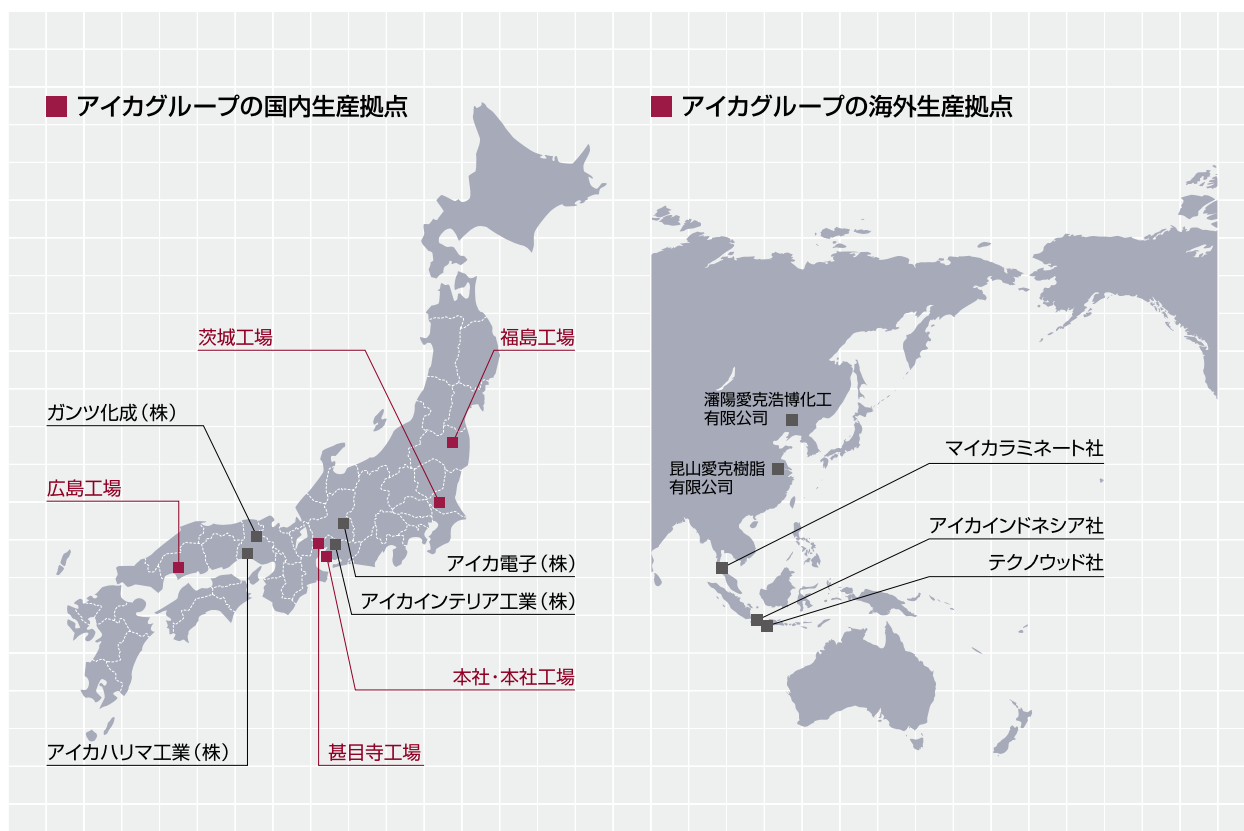 アイカグループの国内生産拠点
茨城工場
福島工場
ガンツ化成(株)
広島工場
アイカ電子(株)
アイカインテリア工業(株)
本社・本社工場
アイカハリマ工業(株)
甚目寺工場
アイカグループの海外生産拠点
瀋陽愛克浩博化工
有限公司
昆山愛克樹脂
有限公司
マイカラミネート社
アイカインドネシア社
テクノウッド社